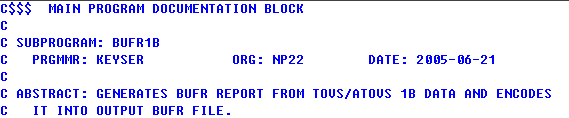 C$$$  MAIN PROGRAM DOCUMENTATION BLOCK
C
C SUBPROGRAM: BUFR1B
C   PRGMMR: KEYSER           ORG: NP22        DATE: 2005-06-21
C
C ABSTRACT: GENERATES BUFR REPORT FROM TOVS/ATOVS 1B DATA AND ENCODES
C   IT INTO OUTPUT BUFR FILE.